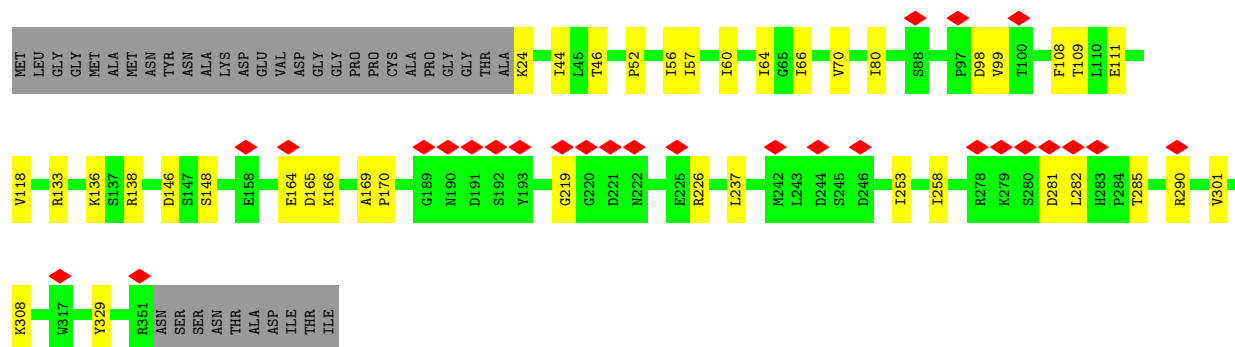 MET LEU GLY GLY MET ALA MET ASN TYR ASN ALA LYS ASP GLU VAL ASP GLY GLY PRO PRO CYS ALA PRO GLY GLY THR ALA K24 I44 L45 T46 P52 I56 I57 I60 I64 G65 I66 V70 I80 S88 P97 D98 V99 T100 F108 T109 L110 E111
V118 R133 K136 S137 R138 D146 S147 S148 E158 E164 D165 K166 A169 P170 G189 N190 D191 S192 Y193 G219 G220 D221 N222 E225 R226 L237 M242 L243 D244 S245 D246 I253 I258 R278 K279 S280 D281 L282 H283 P284 T285 R290 V301
K308 W317 Y329 R351 ASN SER SER ASN THR ALA ASP ILE THR ILE